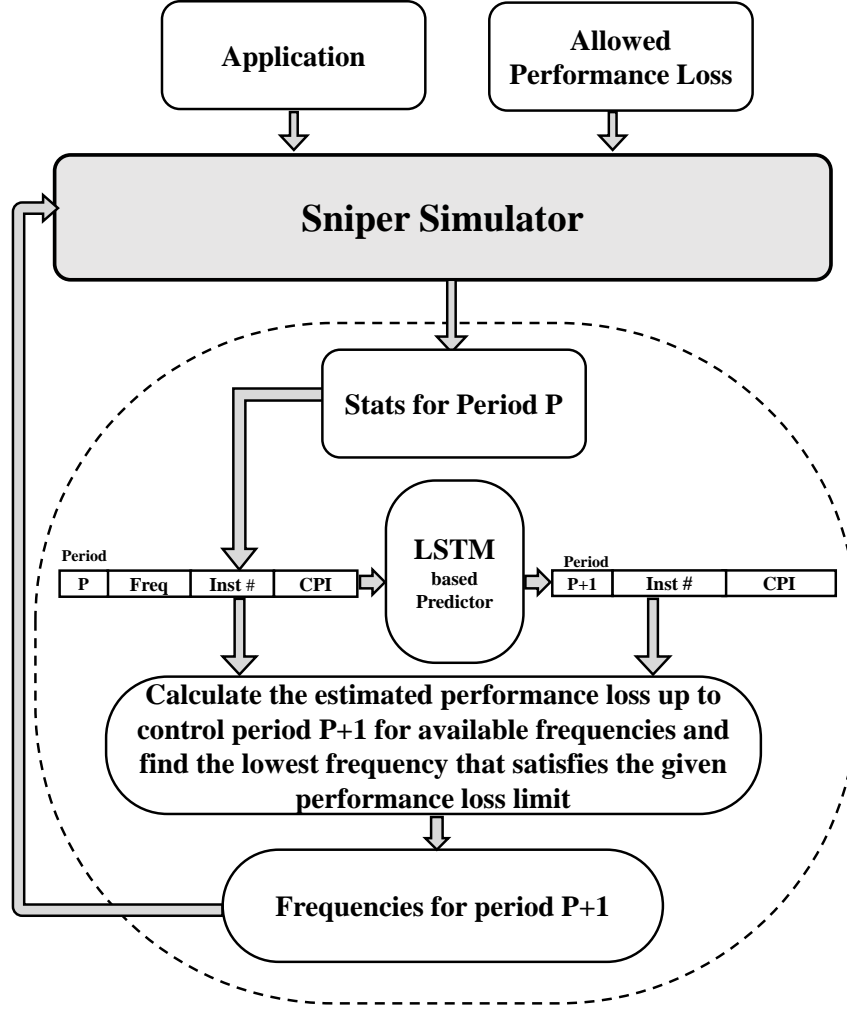 Application
Allowed
Performance Loss
Sniper Simulator
Stats for Period P
Period
P Freq Inst # CPI
LSTM
based
Predictor
Period
P+1 Inst # CPI
Calculate the estimated performance loss up to
control period P+1 for available frequencies and
find the lowest frequency that satisfies the given
performance loss limit
Frequencies for period P+1